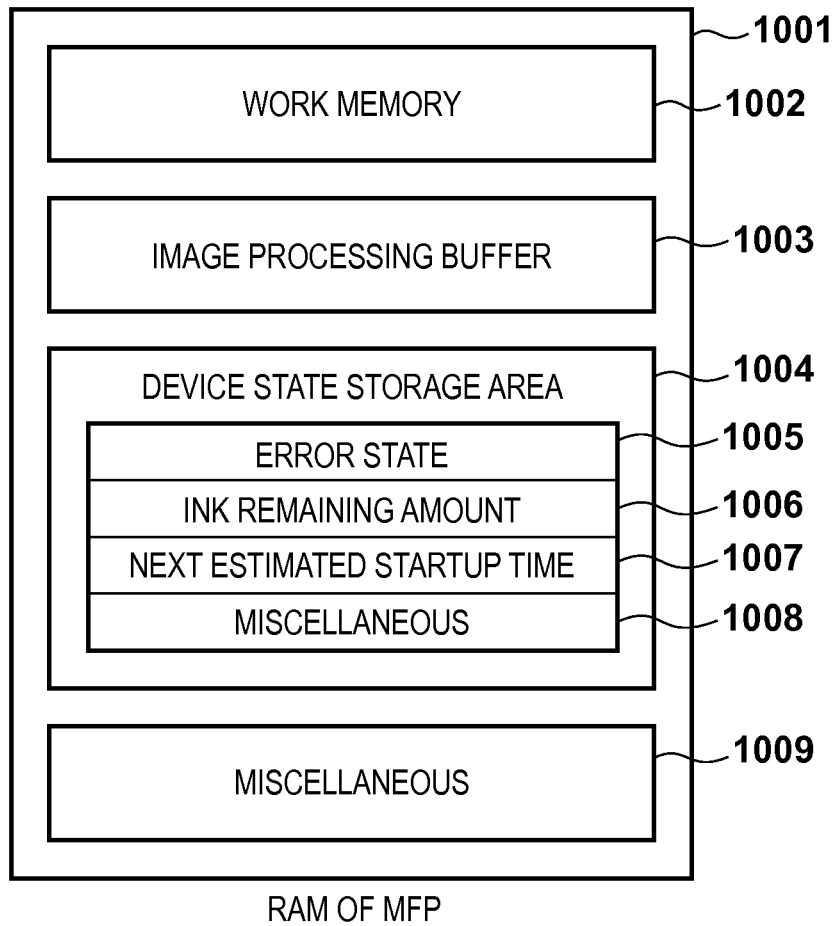 1001
WORK MEMORY
1002
IMAGE PROCESSING BUFFER
1003
DEVICE STATE STORAGE AREA
1004
ERROR STATE
1005
INK REMAINING AMOUNT
1006
NEXT ESTIMATED STARTUP TIME
1007
MISCELLANEOUS
1008
MISCELLANEOUS
1009
RAM OF MFP